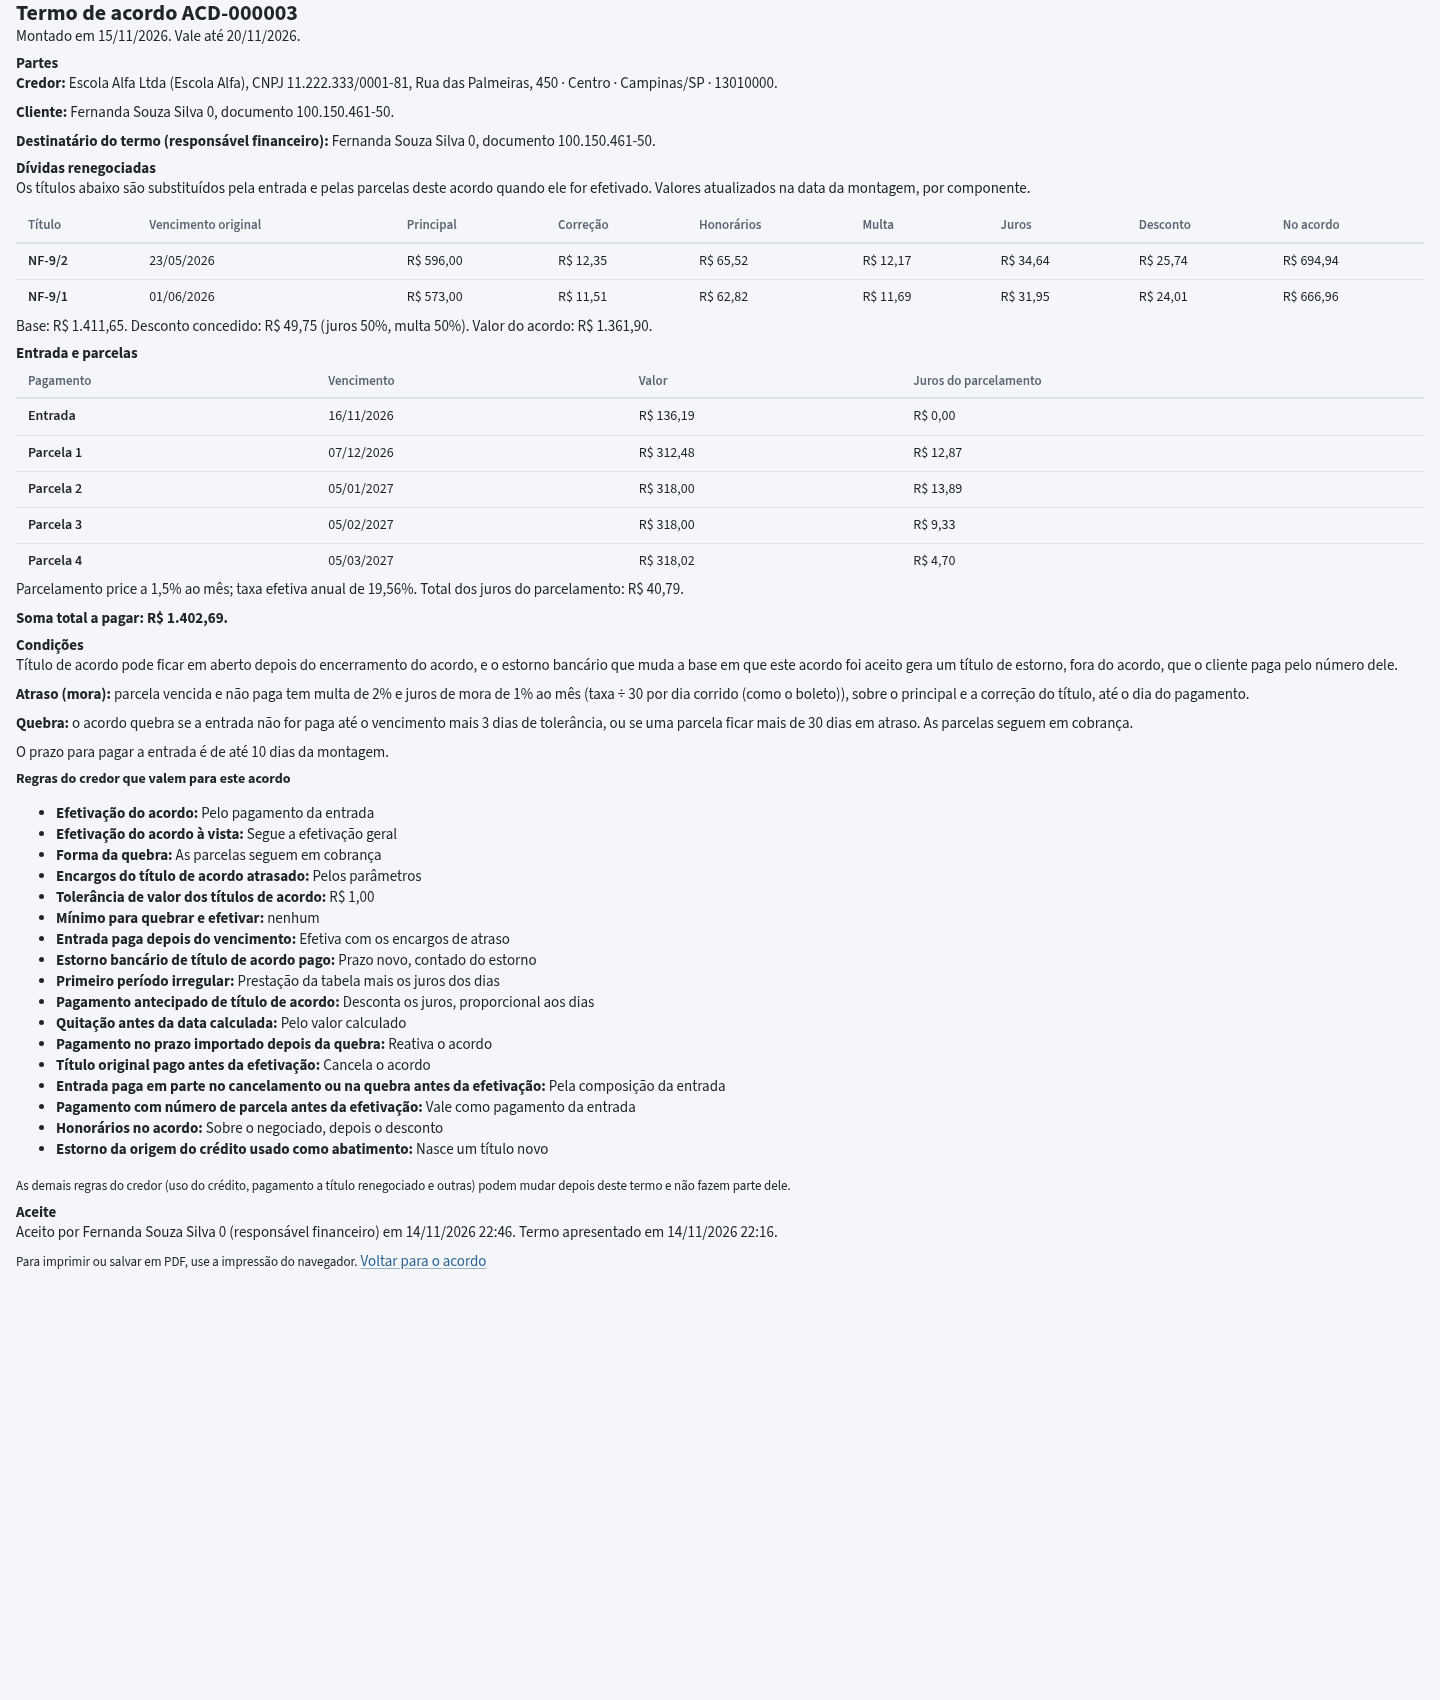 Termo de acordo ACD-000003
Montado em 15/11/2026. Vale até 20/11/2026.
Partes
Credor: Escola Alfa Ltda (Escola Alfa), CNPJ 11.222.333/0001-81, Rua das Palmeiras, 450 · Centro · Campinas/SP · 13010000.
Cliente: Fernanda Souza Silva 0, documento 100.150.461-50.
Destinatário do termo (responsável financeiro): Fernanda Souza Silva 0, documento 100.150.461-50.
Dívidas renegociadas
Os títulos abaixo são substituídos pela entrada e pelas parcelas deste acordo quando ele for efetivado. Valores atualizados na data da montagem, por componente.
Título Vencimento original Principal Correção Honorários Multa Juros Desconto No acordo
NF-9/2 23/05/2026 R$ 596,00 R$ 12,35 R$ 65,52 R$ 12,17 R$ 34,64 R$ 25,74 R$ 694,94
NF-9/1 01/06/2026 R$ 573,00 R$ 11,51 R$ 62,82 R$ 11,69 R$ 31,95 R$ 24,01 R$ 666,96
Base: R$ 1.411,65. Desconto concedido: R$ 49,75 (juros 50%, multa 50%). Valor do acordo: R$ 1.361,90.
Entrada e parcelas
Pagamento Vencimento Valor Juros do parcelamento
Entrada 16/11/2026 R$ 136,19 R$ 0,00
Parcela 1 07/12/2026 R$ 312,48 R$ 12,87
Parcela 2 05/01/2027 R$ 318,00 R$ 13,89
Parcela 3 05/02/2027 R$ 318,00 R$ 9,33
Parcela 4 05/03/2027 R$ 318,02 R$ 4,70
Parcelamento price a 1,5% ao mês; taxa efetiva anual de 19,56%. Total dos juros do parcelamento: R$ 40,79.
Soma total a pagar: R$ 1.402,69.
Condições
Título de acordo pode ficar em aberto depois do encerramento do acordo, e o estorno bancário que muda a base em que este acordo foi aceito gera um título de estorno, fora do acordo, que o cliente paga pelo número dele.
Atraso (mora): parcela vencida e não paga tem multa de 2% e juros de mora de 1% ao mês (taxa ÷ 30 por dia corrido (como o boleto)), sobre o principal e a correção do título, até o dia do pagamento.
Quebra: o acordo quebra se a entrada não for paga até o vencimento mais 3 dias de tolerância, ou se uma parcela ficar mais de 30 dias em atraso. As parcelas seguem em cobrança.
O prazo para pagar a entrada é de até 10 dias da montagem.
Regras do credor que valem para este acordo
• Efetivação do acordo: Pelo pagamento da entrada
• Efetivação do acordo à vista: Segue a efetivação geral
• Forma da quebra: As parcelas seguem em cobrança
• Encargos do título de acordo atrasado: Pelos parâmetros
• Tolerância de valor dos títulos de acordo: R$ 1,00
• Mínimo para quebrar e efetivar: nenhum
• Entrada paga depois do vencimento: Efetiva com os encargos de atraso
• Estorno bancário de título de acordo pago: Prazo novo, contado do estorno
• Primeiro período irregular: Prestação da tabela mais os juros dos dias
• Pagamento antecipado de título de acordo: Desconta os juros, proporcional aos dias
• Quitação antes da data calculada: Pelo valor calculado
• Pagamento no prazo importado depois da quebra: Reativa o acordo
• Título original pago antes da efetivação: Cancela o acordo
• Entrada paga em parte no cancelamento ou na quebra antes da efetivação: Pela composição da entrada
• Pagamento com número de parcela antes da efetivação: Vale como pagamento da entrada
• Honorários no acordo: Sobre o negociado, depois o desconto
• Estorno da origem do crédito usado como abatimento: Nasce um título novo
As demais regras do credor (uso do crédito, pagamento a título renegociado e outras) podem mudar depois deste termo e não fazem parte dele.
Aceite
Aceito por Fernanda Souza Silva 0 (responsável financeiro) em 14/11/2026 22:46. Termo apresentado em 14/11/2026 22:16.
Para imprimir ou salvar em PDF, use a impressão do navegador. Voltar para o acordo